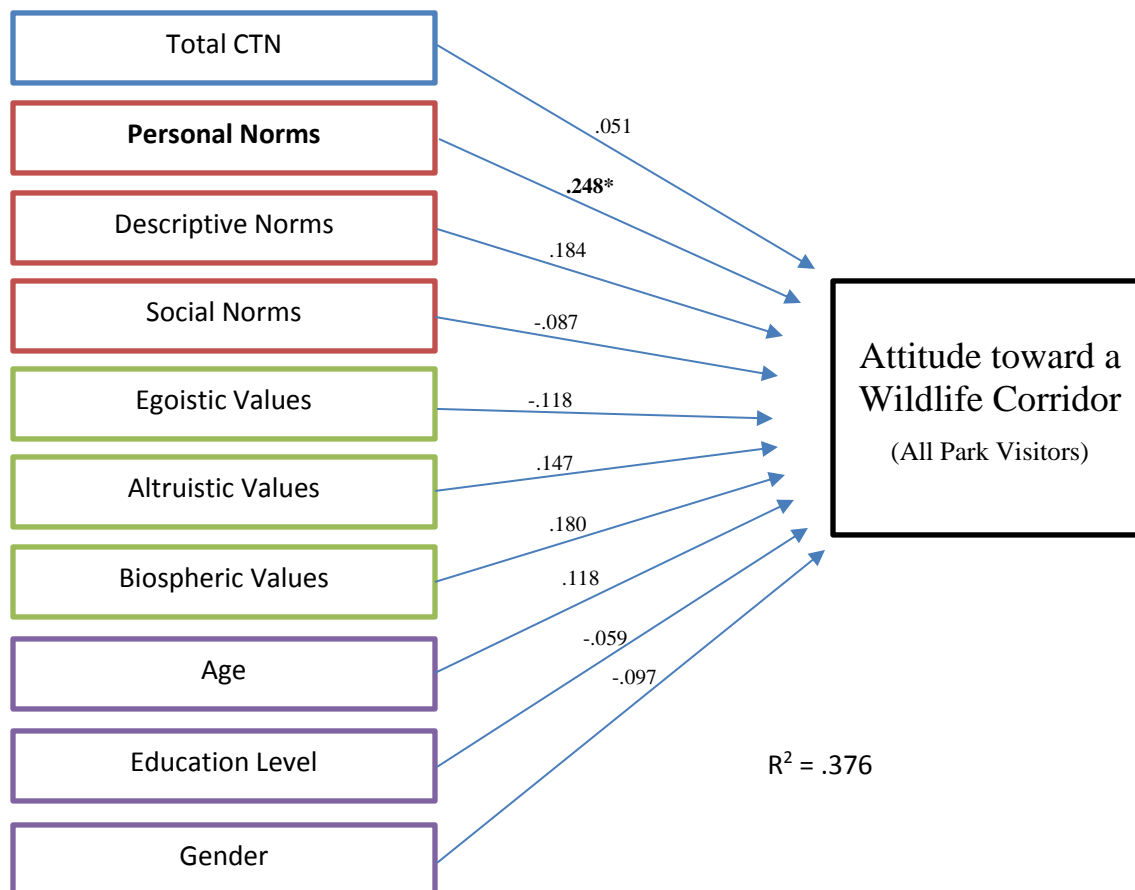 Total CTN
.051
Personal Norms
.248*
Descriptive Norms
.184
Social Norms
-.087
Egoistic Values
-.118
Altruistic Values
.147
Biospheric Values
.180
Age
.118
Education Level
-.059
Gender
-.097
Attitude toward a
Wildlife Corridor
(All Park Visitors)
R² = .376